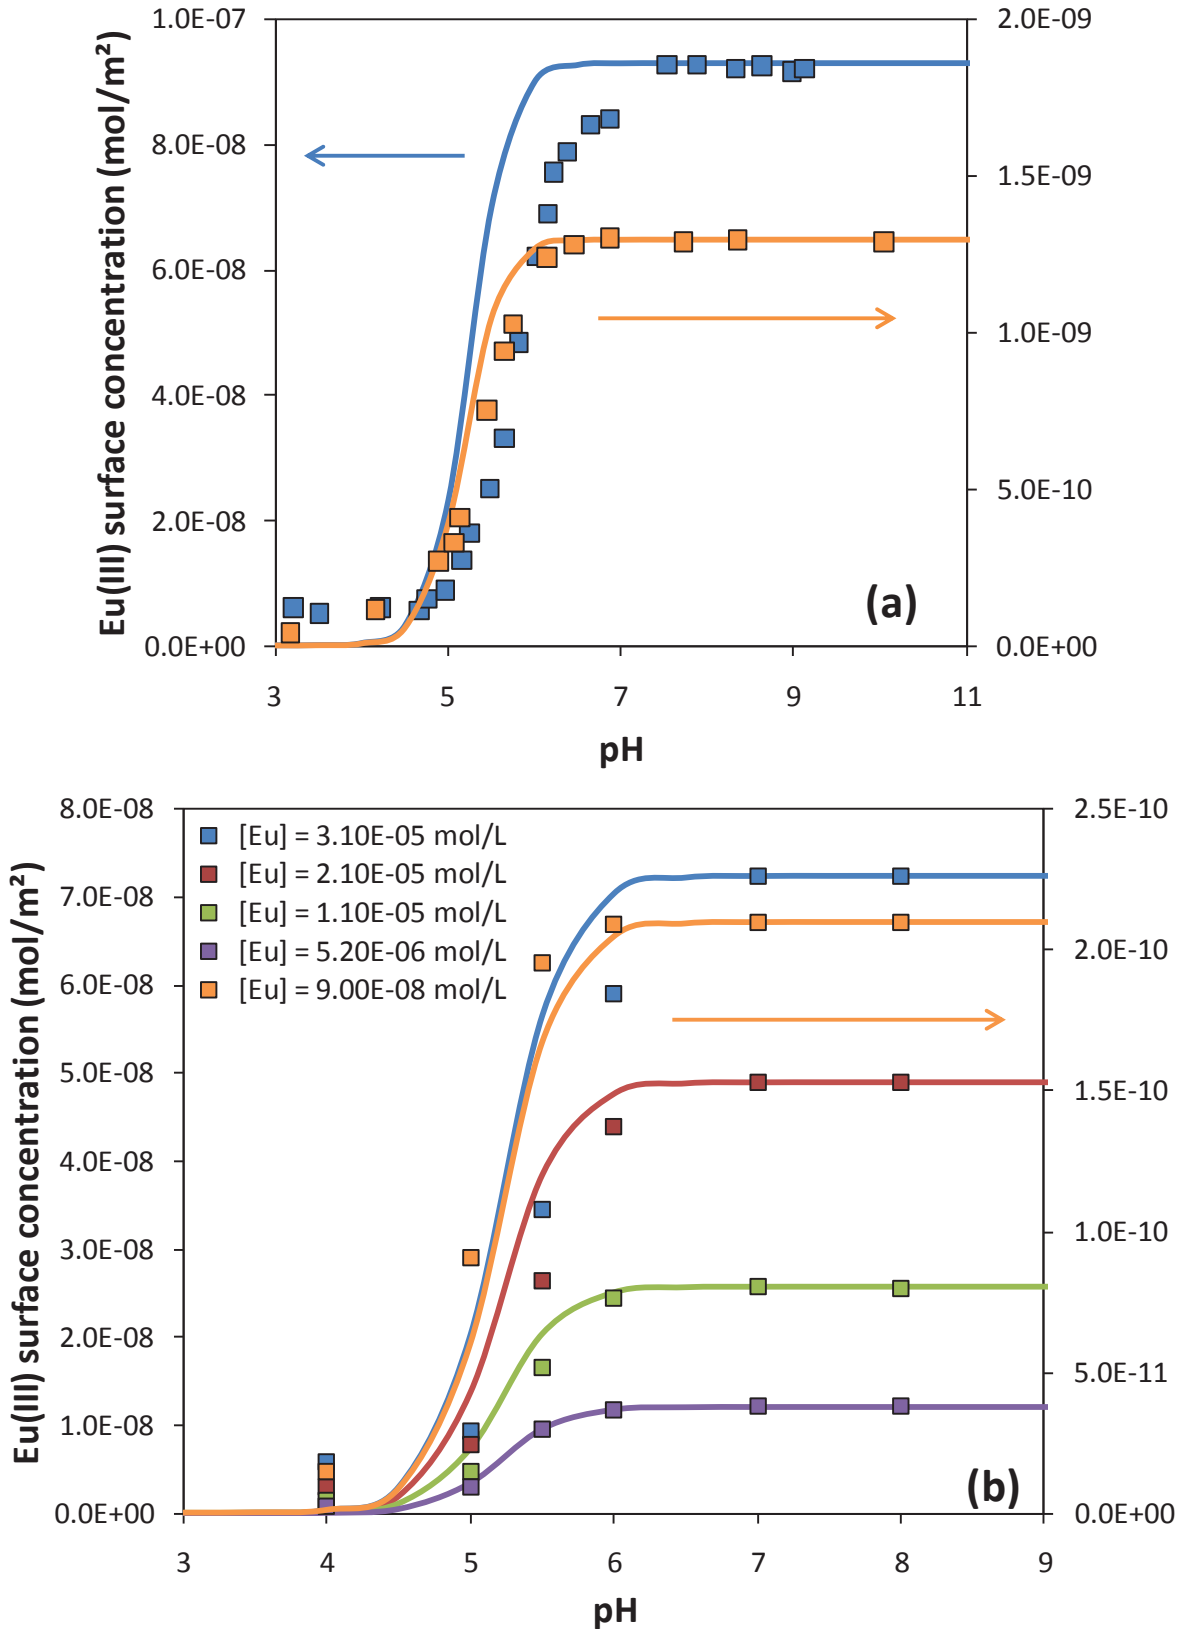 Eu(III) surface concentration (mol/m²)
1.0E-07
8.0E-08
6.0E-08
4.0E-08
2.0E-08
0.0E+00
2.0E-09
1.5E-09
1.0E-09
5.0E-10
0.0E+00
(a)
3 5 7 9 11
pH
Eu(III) surface concentration (mol/m²)
8.0E-08
7.0E-08
6.0E-08
5.0E-08
4.0E-08
3.0E-08
2.0E-08
1.0E-08
0.0E+00
[Eu] = 3.10E-05 mol/L
[Eu] = 2.10E-05 mol/L
[Eu] = 1.10E-05 mol/L
[Eu] = 5.20E-06 mol/L
[Eu] = 9.00E-08 mol/L
2.5E-10
2.0E-10
1.5E-10
1.0E-10
5.0E-11
0.0E+00
(b)
3 4 5 6 7 8 9
pH